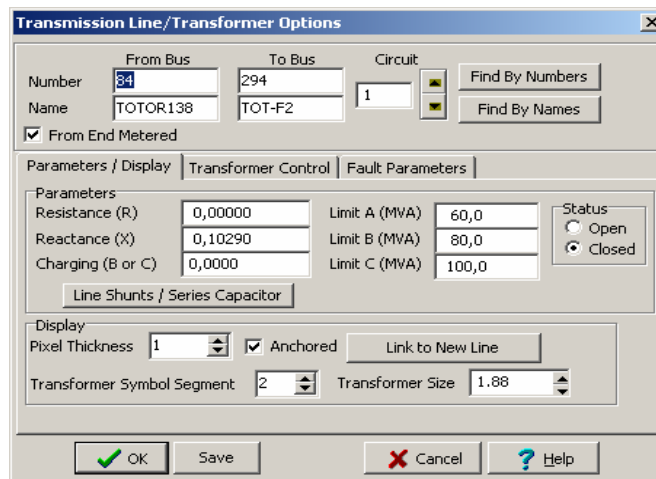 Transmission Line/Transformer Options
From Bus To Bus Circuit
Number 84 294 1 Find By Numbers
Name TOTOR138 TOT-F2 Find By Names
From End Metered
Parameters / Display Transformer Control Fault Parameters
Parameters
Resistance (R) 0,00000 Limit A (MVA) 60,0 Status
Open
Reactance (X) 0,10290 Limit B (MVA) 80,0 Closed
Charging (B or C) 0,0000 Limit C (MVA) 100,0
Line Shunts / Series Capacitor
Display
Pixel Thickness 1 Anchored Link to New Line
Transformer Symbol Segment 2 Transformer Size 1.88
OK Save Cancel Help